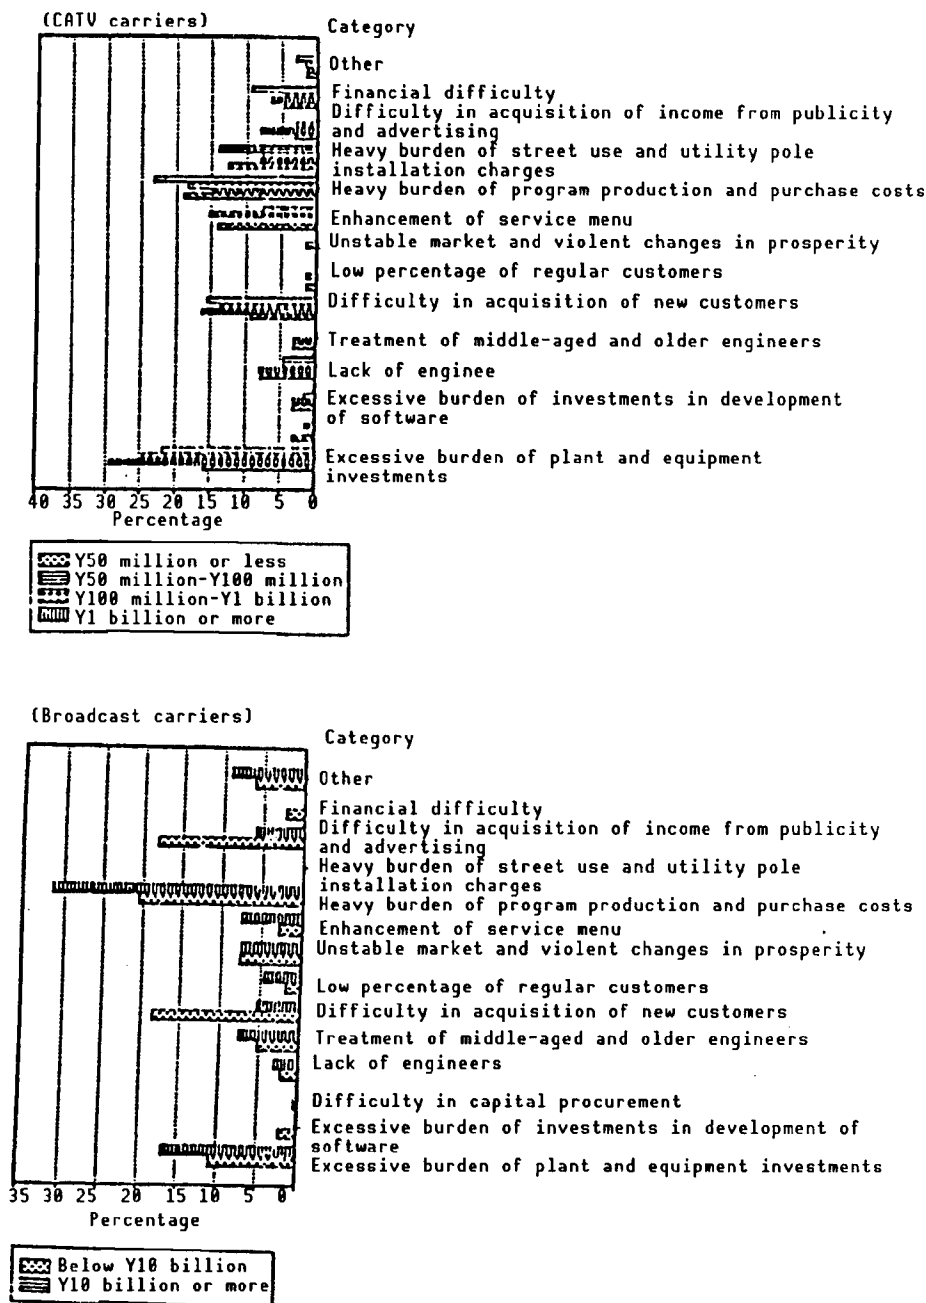 (CATV carriers)
Category
Other
Financial difficulty
Difficulty in acquisition of income from publicity
and advertising
Heavy burden of street use and utility pole
installation charges
Heavy burden of program production and purchase costs
Enhancement of service menu
Unstable market and violent changes in prosperity
Low percentage of regular customers
Difficulty in acquisition of new customers
Treatment of middle-aged and older engineers
Lack of enginee
Excessive burden of investments in development
of software
Excessive burden of plant and equipment
investments
40 35 30 25 20 15 10 5 0
Percentage
Y50 million or less
Y50 million-Y100 million
Y100 million-Y1 billion
Y1 billion or more
(Broadcast carriers)
Category
Other
Financial difficulty
Difficulty in acquisition of income from publicity
and advertising
Heavy burden of street use and utility pole
installation charges
Heavy burden of program production and purchase costs
Enhancement of service menu
Unstable market and violent changes in prosperity
Low percentage of regular customers
Difficulty in acquisition of new customers
Treatment of middle-aged and older engineers
Lack of engineers
Difficulty in capital procurement
Excessive burden of investments in development of
software
Excessive burden of plant and equipment investments
35 30 25 20 15 10 5 0
Percentage
Below Y10 billion
Y10 billion or more